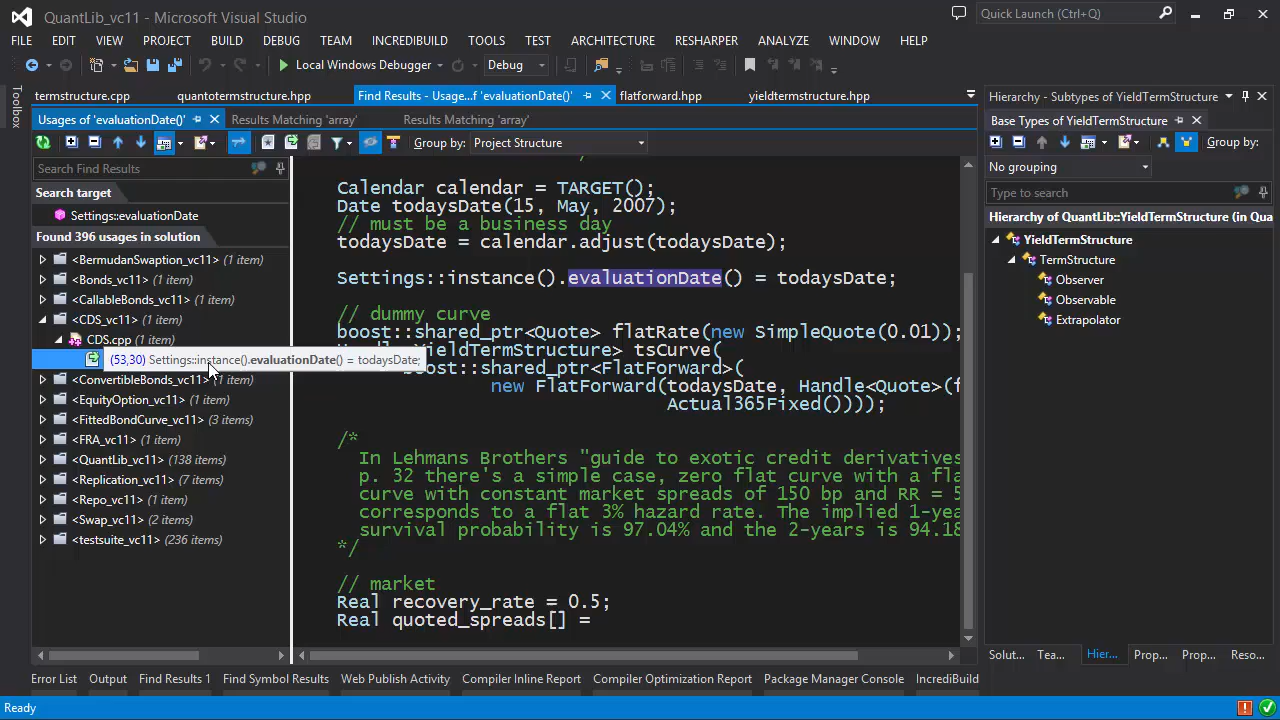 QuantLib_vc11 - Microsoft Visual Studio
Quick Launch (Ctrl+Q)
FILE EDIT VIEW PROJECT BUILD DEBUG TEAM INCREDIBUILD TOOLS TEST ARCHITECTURE RESHARPER ANALYZE WINDOW HELP
Local Windows Debugger Debug
Toolbox
termstructure.cpp quantotermstructure.hpp Find Results - Usage...f 'evaluationDate()' flatforward.hpp yieldtermstructure.hpp
Usages of 'evaluationDate()' Results Matching 'array' Results Matching 'array'
Group by: Project Structure
Search Find Results
Search target
Settings::evaluationDate
Found 396 usages in solution
<BermudanSwaption_vc11> (1 item)
<Bonds_vc11> (1 item)
<CallableBonds_vc11> (1 item)
<CDS_vc11> (1 item)
CDS.cpp (1 item)
(53,30) Settings::instance().evaluationDate() = todaysDate;
<ConvertibleBonds_vc11> (1 item)
<EquityOption_vc11> (1 item)
<FittedBondCurve_vc11> (3 items)
<FRA_vc11> (1 item)
<QuantLib_vc11> (138 items)
<Replication_vc11> (7 items)
<Repo_vc11> (1 item)
<Swap_vc11> (2 items)
<testsuite_vc11> (236 items)
Calendar calendar = TARGET();
Date todaysDate(15, May, 2007);
// must be a business day
todaysDate = calendar.adjust(todaysDate);
Settings::instance().evaluationDate() = todaysDate;
// dummy curve
boost::shared_ptr<Quote> flatRate(new SimpleQuote(0.01));
Handle<YieldTermStructure> tsCurve(
boost::shared_ptr<FlatForward>(
new FlatForward(todaysDate, Handle<Quote>(f
Actual365Fixed())));
/*
In Lehmans Brothers "guide to exotic credit derivatives
p. 32 there's a simple case, zero flat curve with a fla
curve with constant market spreads of 150 bp and RR = 5
corresponds to a flat 3% hazard rate. The implied 1-yea
survival probability is 97.04% and the 2-years is 94.18
*/
// market
Real recovery_rate = 0.5;
Real quoted_spreads[] =
Hierarchy - Subtypes of YieldTermStructure
Base Types of YieldTermStructure
Group by:
No grouping
Type to search
Hierarchy of QuantLib::YieldTermStructure (in Qua
YieldTermStructure
TermStructure
Observer
Observable
Extrapolator
Solut... Tea... Hier... Prop... Prop... Reso...
Error List Output Find Results 1 Find Symbol Results Web Publish Activity Compiler Inline Report Compiler Optimization Report Package Manager Console IncrediBuild
Ready